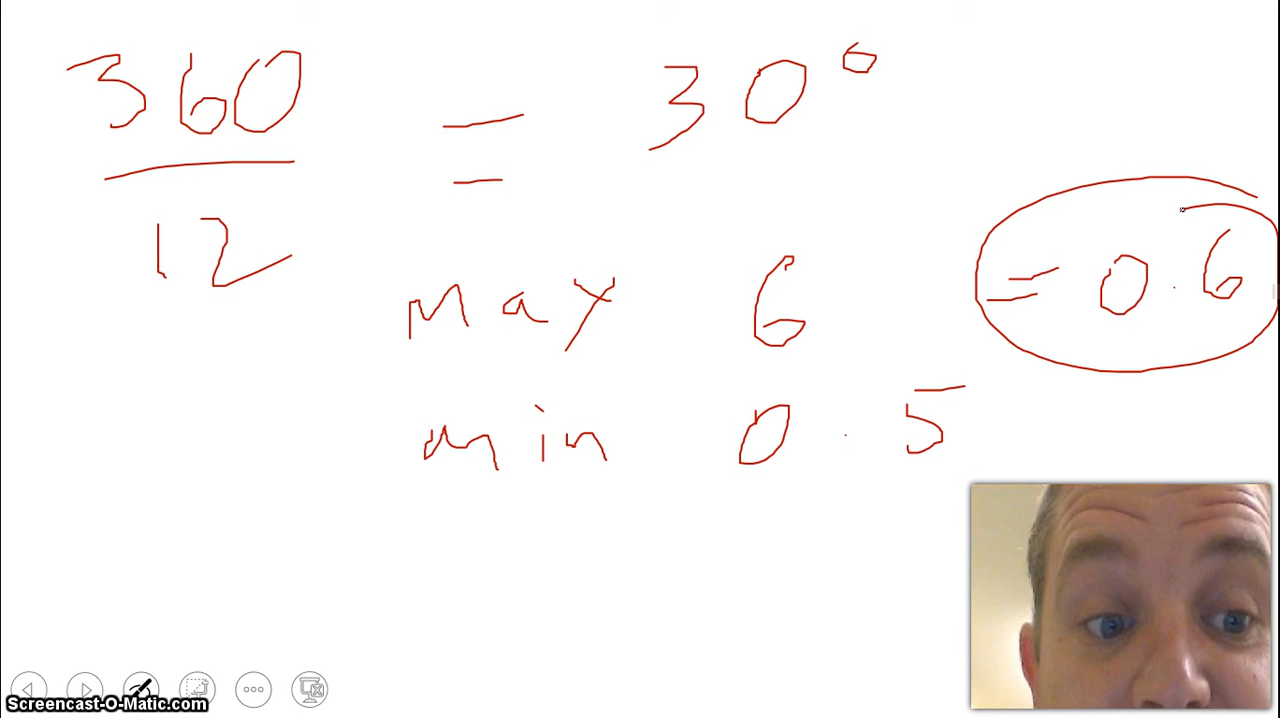 360 = 30°
12
Max 6 = 0.6
min 0.5
Screencast-O-Matic.com